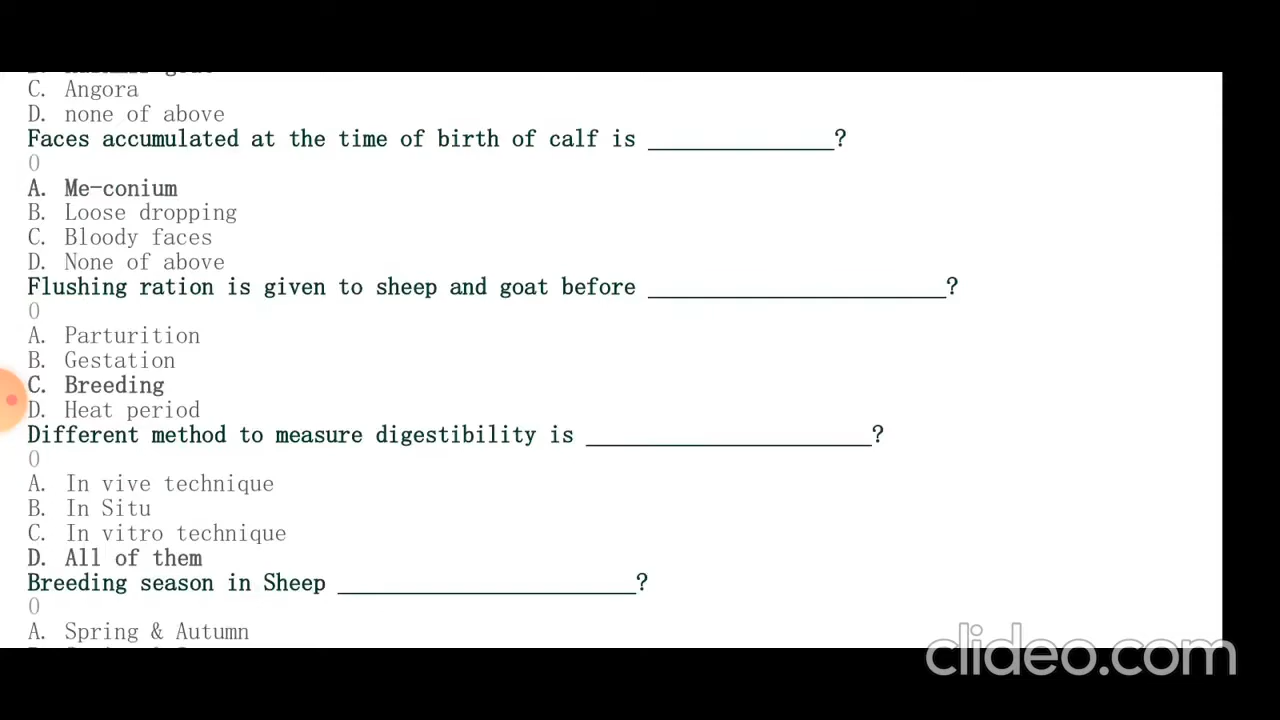 C. Angora
D. none of above
Faces accumulated at the time of birth of calf is _______________?
0
A. Me-conium
B. Loose dropping
C. Bloody faces
D. None of above
Flushing ration is given to sheep and goat before ________________________?
0
A. Parturition
B. Gestation
C. Breeding
D. Heat period
Different method to measure digestibility is _______________________?
0
A. In vive technique
B. In Situ
C. In vitro technique
D. All of them
Breeding season in Sheep ________________________?
0
A. Spring & Autumn
clideo.com